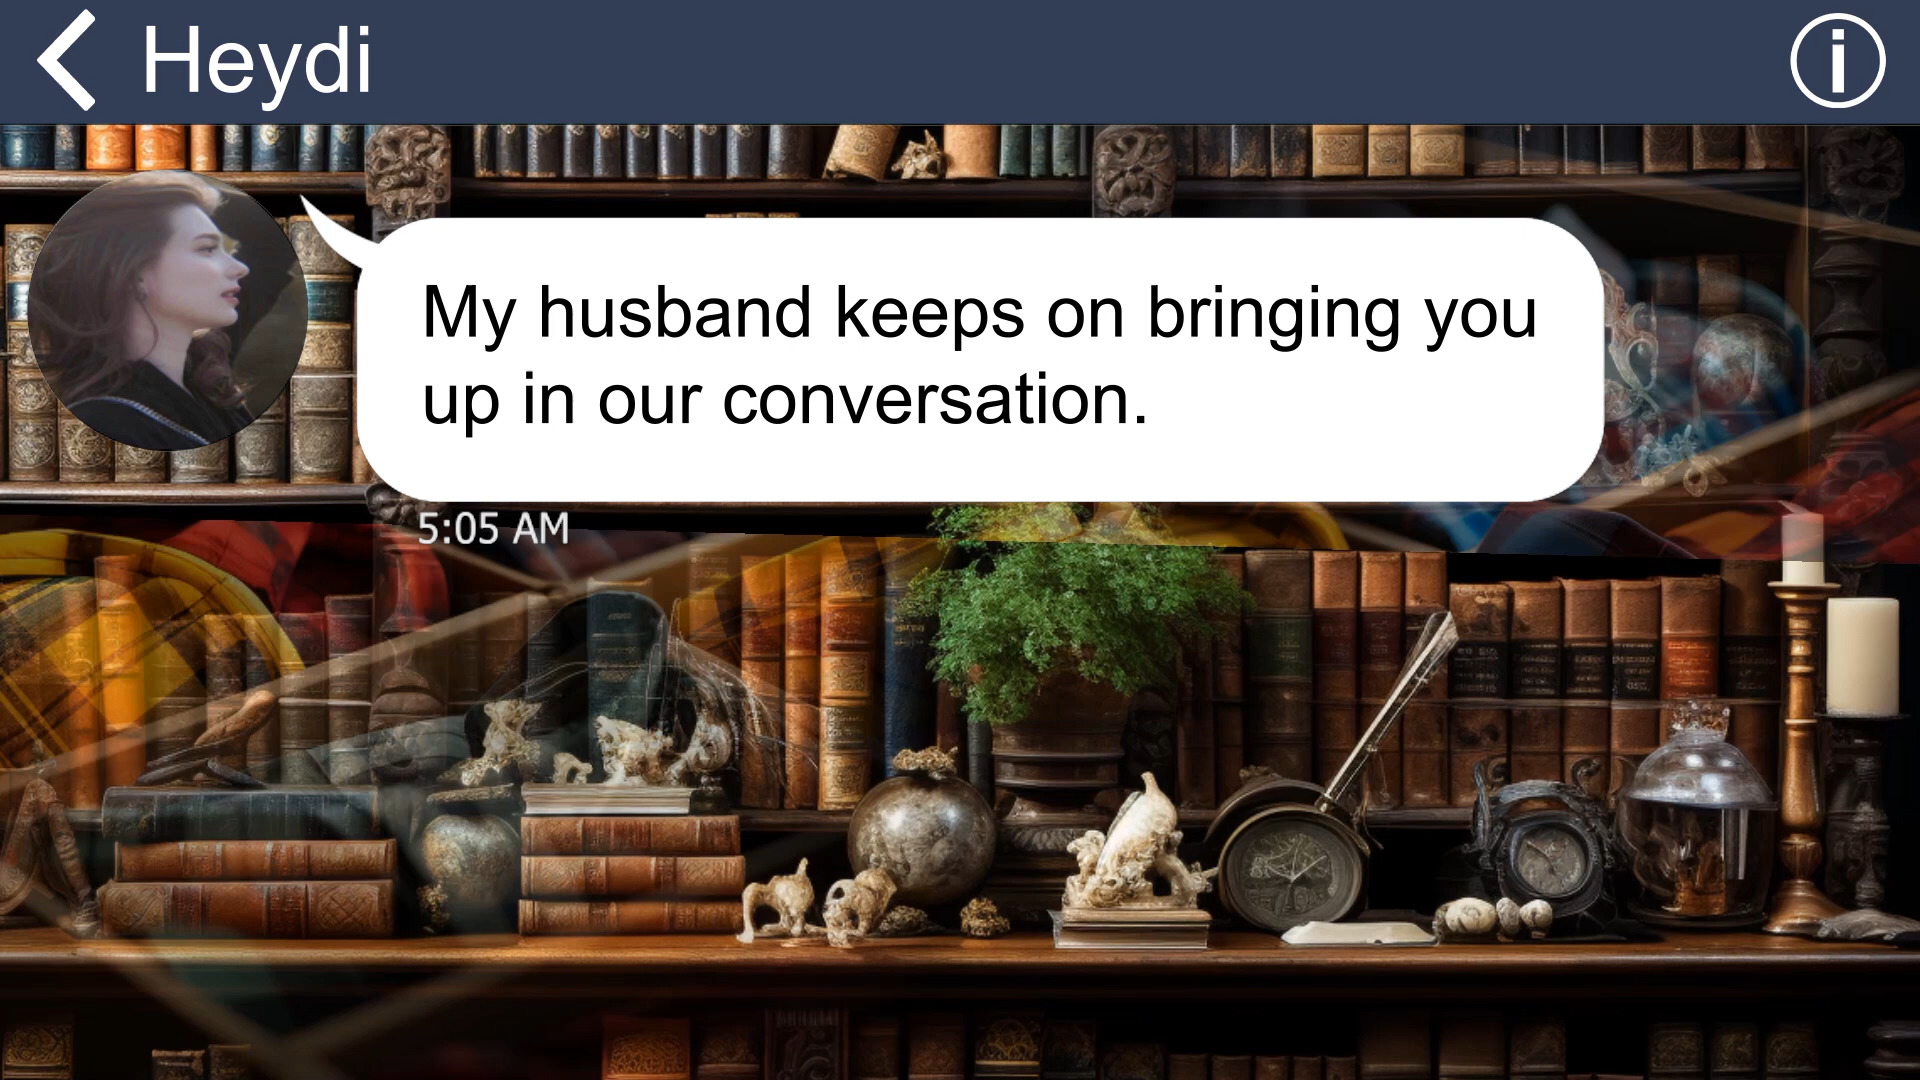 Heydi
My husband keeps on bringing you
up in our conversation.
5:05 AM